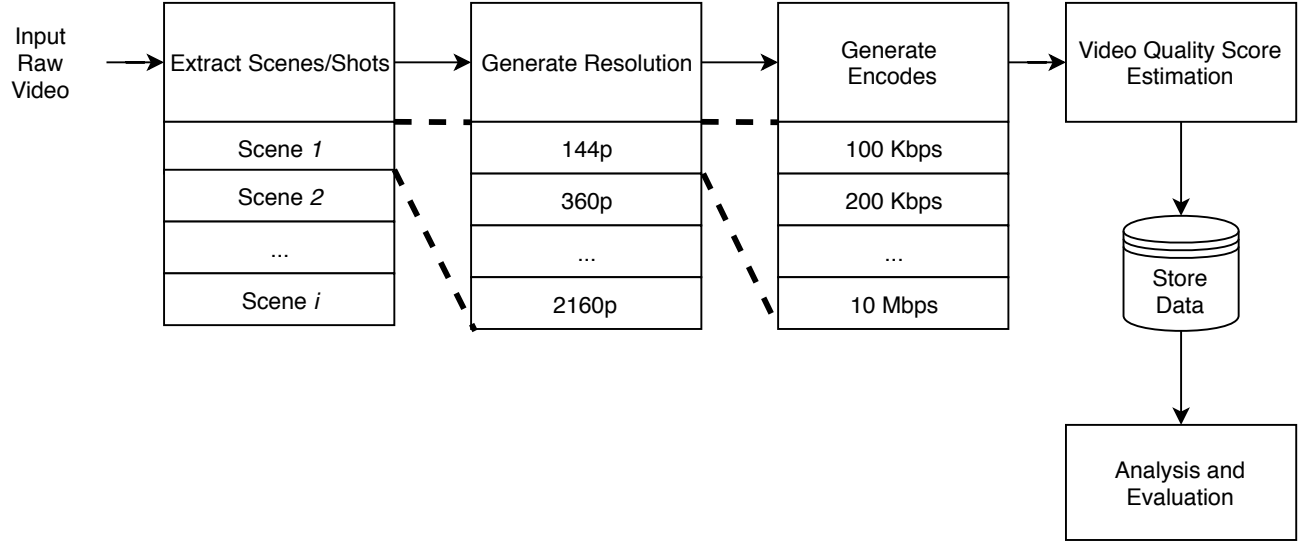 Input
Raw
Video
Extract Scenes/Shots
Scene 1
Scene 2
...
Scene i
Generate Resolution
144p
360p
...
2160p
Generate
Encodes
100 Kbps
200 Kbps
...
10 Mbps
Video Quality Score
Estimation
Store
Data
Analysis and
Evaluation